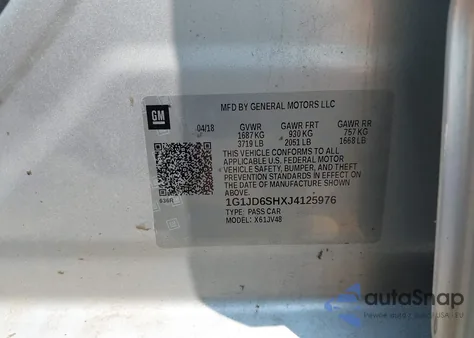 MFD BY GENERAL MOTORS LLC
GM
04/18 GVWR GAWR FRT GAWR RR
1687 KG 930 KG 757 KG
3719 LB 2051 LB 1668 LB
THIS VEHICLE CONFORMS TO ALL
APPLICABLE U.S. FEDERAL MOTOR
VEHICLE SAFETY, BUMPER, AND THEFT
PREVENTION STANDARDS IN EFFECT ON
THE DATE OF MANUFACTURE SHOWN
ABOVE.
1G1JD6SHXJ4125976
TYPE: PASS CAR
MODEL: X61JV48
autoSnap